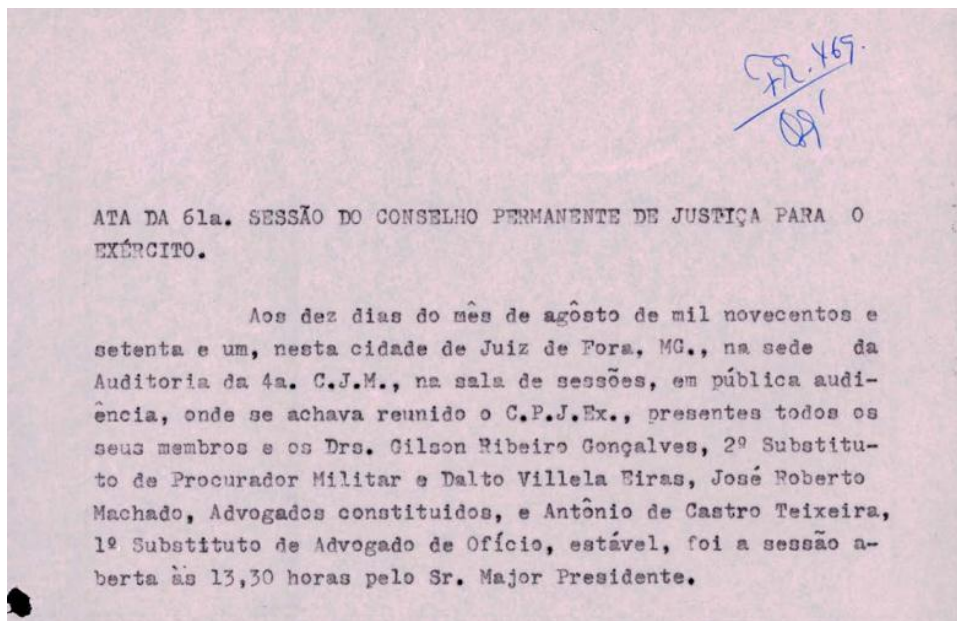 ATA DA 61a. SESSÃO DO CONSELHO PERMANENTE DE JUSTIÇA PARA O
EXÉRCITO.
Aos dez dias do mês de agôsto de mil novecentos e
setenta e um, nesta cidade de Juiz de Fora, MG., na sede da
Auditoria da 4a. C.J.M., na sala de sessões, em pública audi-
ência, onde se achava reunido o C.P.J.Ex., presentes todos os
seus membros e os Drs. Gilson Ribeiro Gonçalves, 2º Substitu-
to de Procurador Militar e Dalto Villela Eiras, José Roberto
Machado, Advogados constituidos, e Antônio de Castro Teixeira,
1º Substituto de Advogado de Ofício, estável, foi a sessão a-
berta às 13,30 horas pelo Sr. Major Presidente.